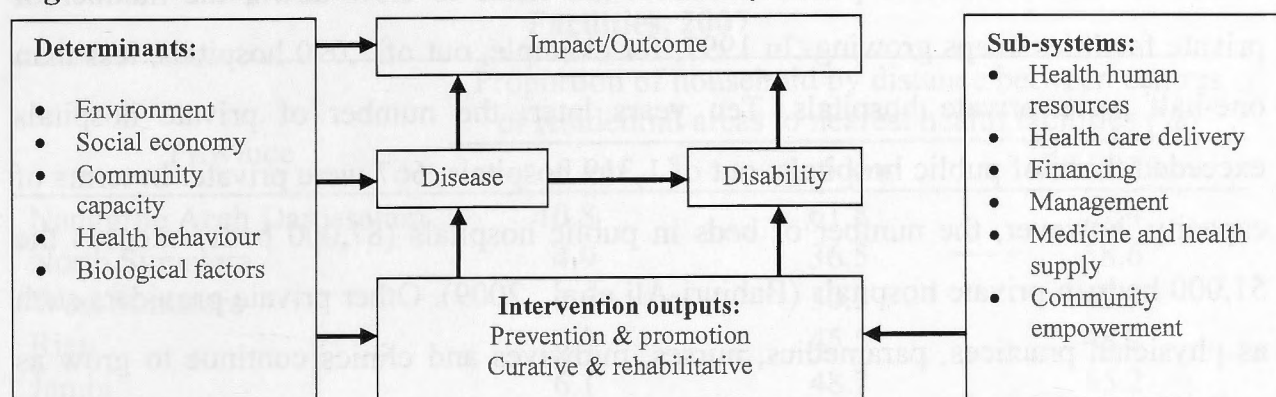 Determinants:
• Environment
• Social economy
• Community
capacity
• Health behaviour
• Biological factors
Impact/Outcome
Disease
Disability
Intervention outputs:
Prevention & promotion
Curative & rehabilitative
Sub-systems:
• Health human
resources
• Health care delivery
• Financing
• Management
• Medicine and health
supply
• Community
empowerment